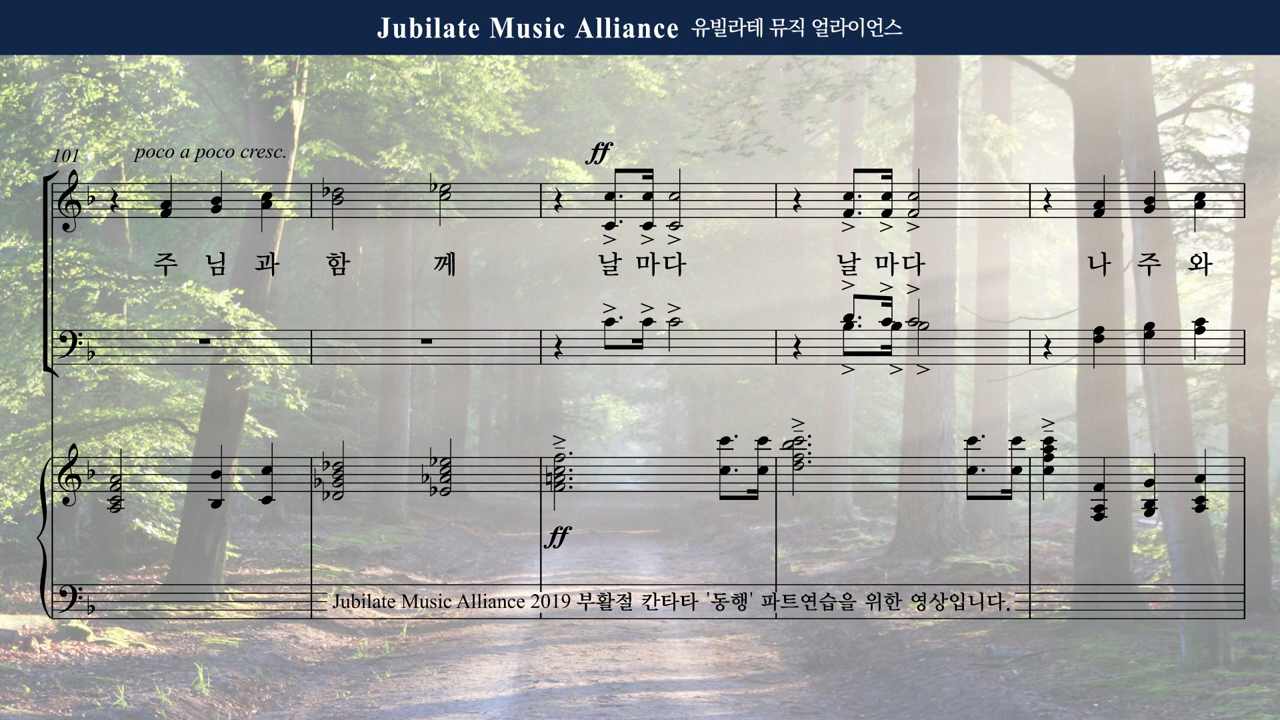 Jubilate Music Alliance 유빌라테 뮤직 얼라이언스
101 poco a poco cresc. ff
주 님 과 함 께 날 마 다 날 마 다 나 주 와
ff
Jubilate Music Alliance 2019 부활절 칸타타 '동행' 파트연습을 위한 영상입니다.